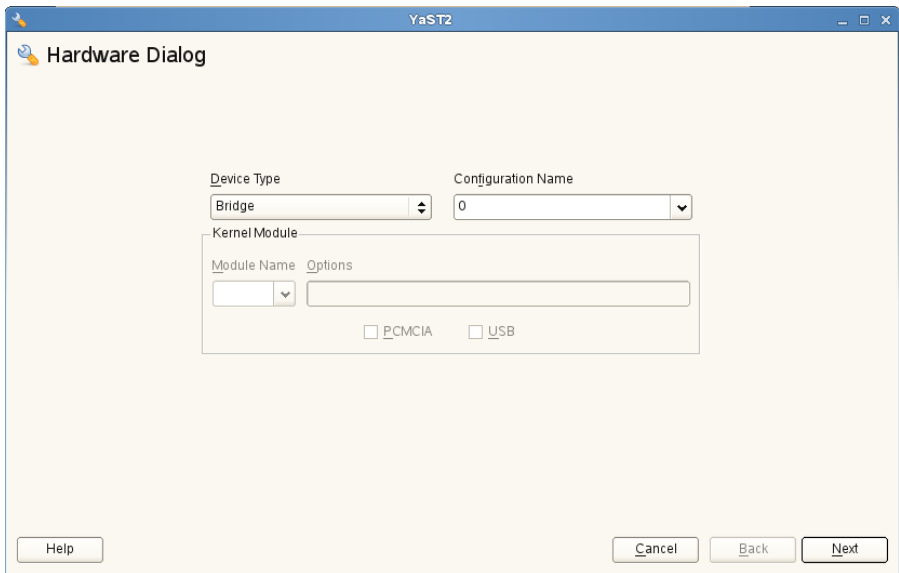 YaST2
Hardware Dialog
Device Type
Configuration Name
Bridge
0
Kernel Module
Module Name
Options
PCMCIA
USB
Help
Cancel
Back
Next